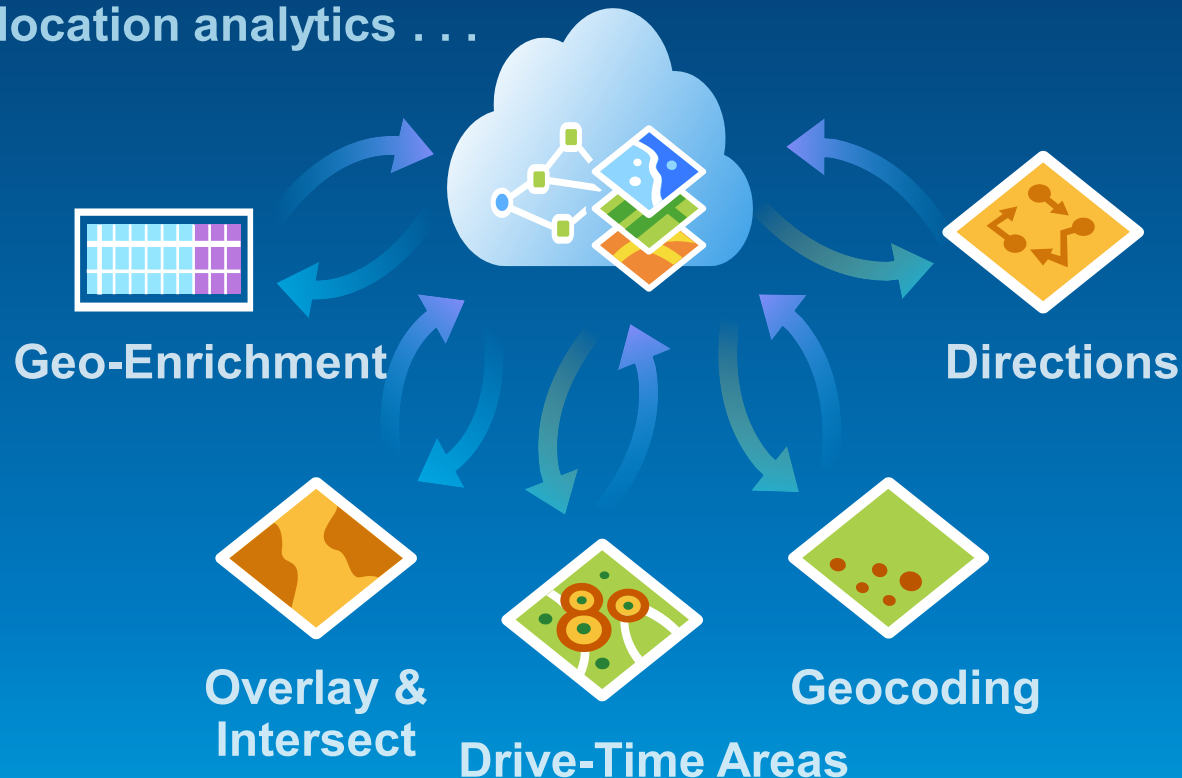 location analytics . . .
Geo-Enrichment
Directions
Overlay &
Intersect
Drive-Time Areas
Geocoding